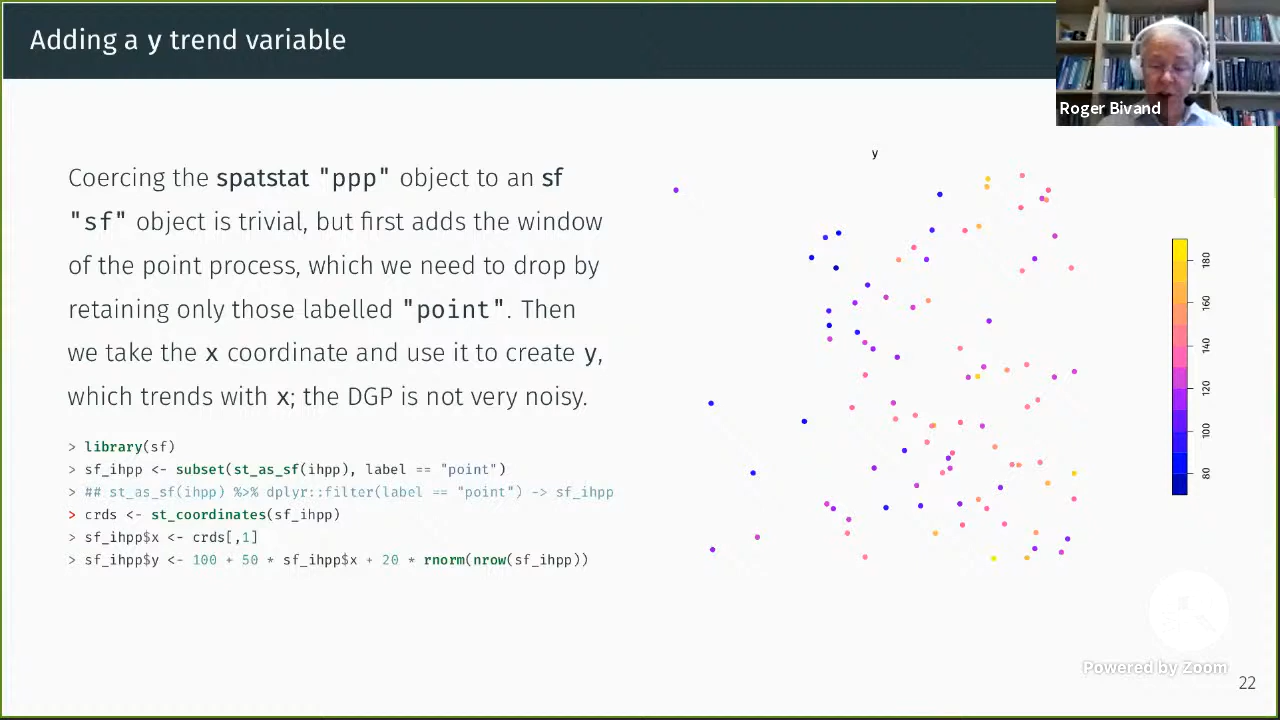 Adding a y trend variable
Roger Bivand
Coercing the spatstat "ppp" object to an sf
"sf" object is trivial, but first adds the window
of the point process, which we need to drop by
retaining only those labelled "point". Then
we take the x coordinate and use it to create y,
which trends with x; the DGP is not very noisy.
> library(sf)
> sf_ihpp <- subset(st_as_sf(ihpp), label == "point")
> ## st_as_sf(ihpp) %>% dplyr::filter(label == "point") -> sf_ihpp
> crds <- st_coordinates(sf_ihpp)
> sf_ihpp$x <- crds[,1]
> sf_ihpp$y <- 100 + 50 * sf_ihpp$x + 20 * rnorm(nrow(sf_ihpp))
y
180
160
140
120
100
80
Powered by Zoom
22